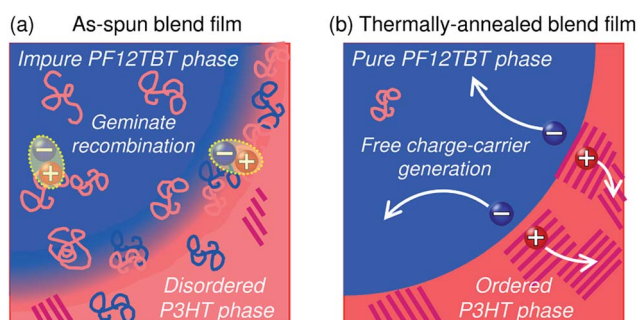 (a) As-spun blend film
Impure PF12TBT phase
Geminate
recombination
−
+
−
+
Disordered
P3HT phase
(b) Thermally-annealed blend film
Pure PF12TBT phase
Free charge-carrier
generation
−
+
−
+
Ordered
P3HT phase